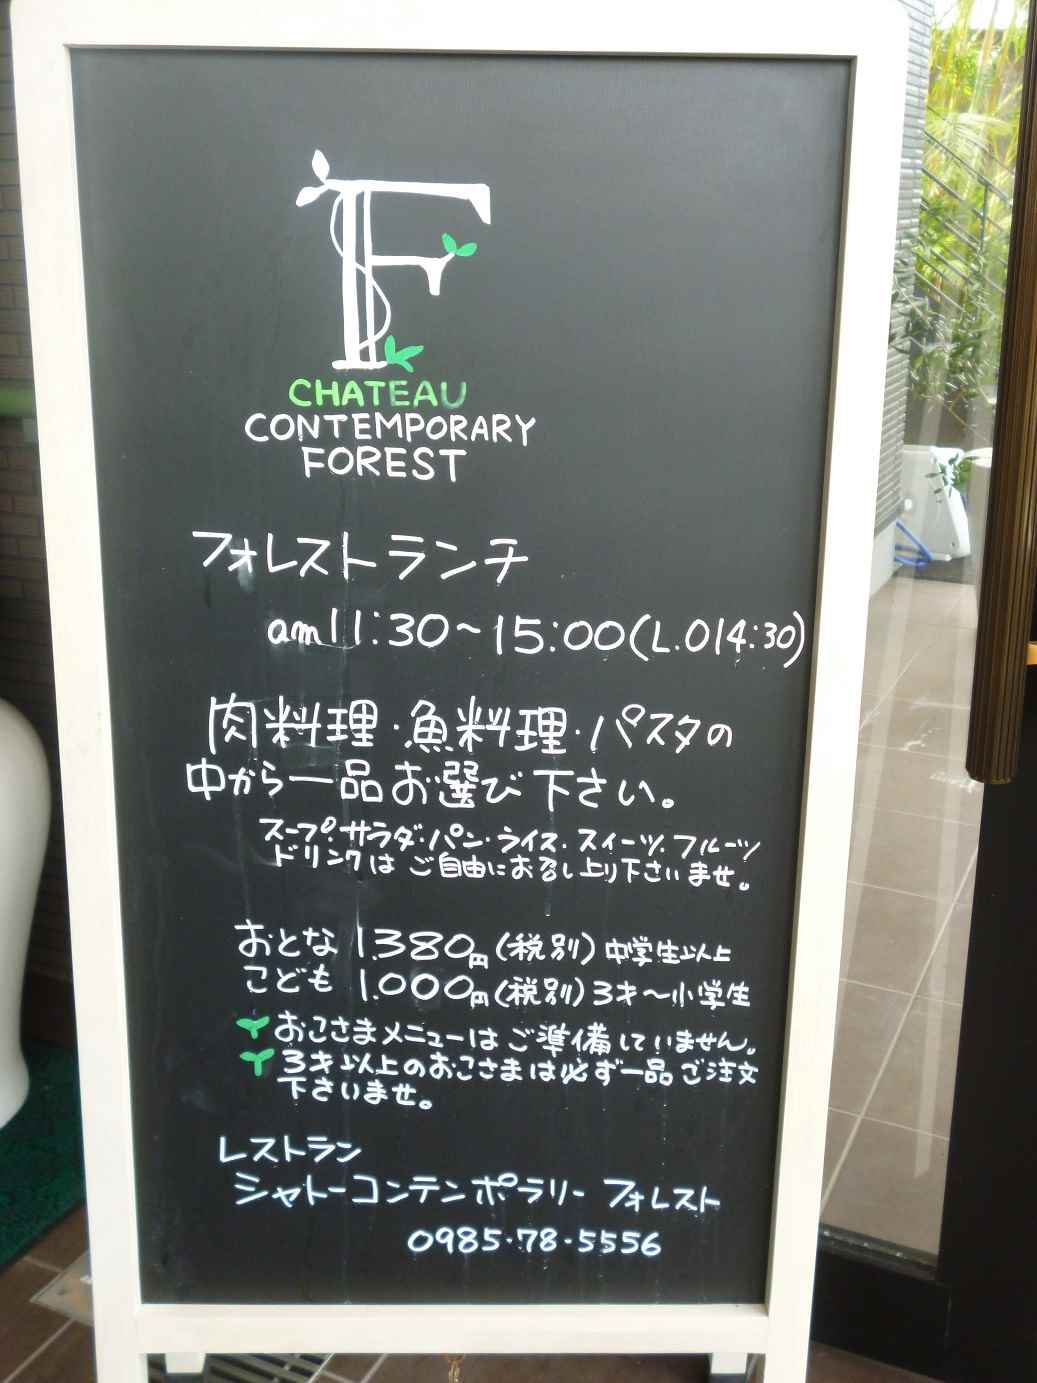 F
CHATEAU
CONTEMPORARY
FOREST
フォレストランチ
am11:30～15:00(L.O14:30)
肉料理・魚料理・パスタの
中から一品お選び下さい。
スープ・サラダ・パン・ライス・スイーツ・フルーツ
ドリンクはご自由にお召し上り下さいませ。
おとな 1.380円(税別)中学生以上
こども 1.000円(税別)3才～小学生
おこさまメニューはご準備していません。
3才以上のおこさまは必ず一品ご注文
下さいませ。
レストラン
シャトーコンテンポラリーフォレスト
0985-78-5556